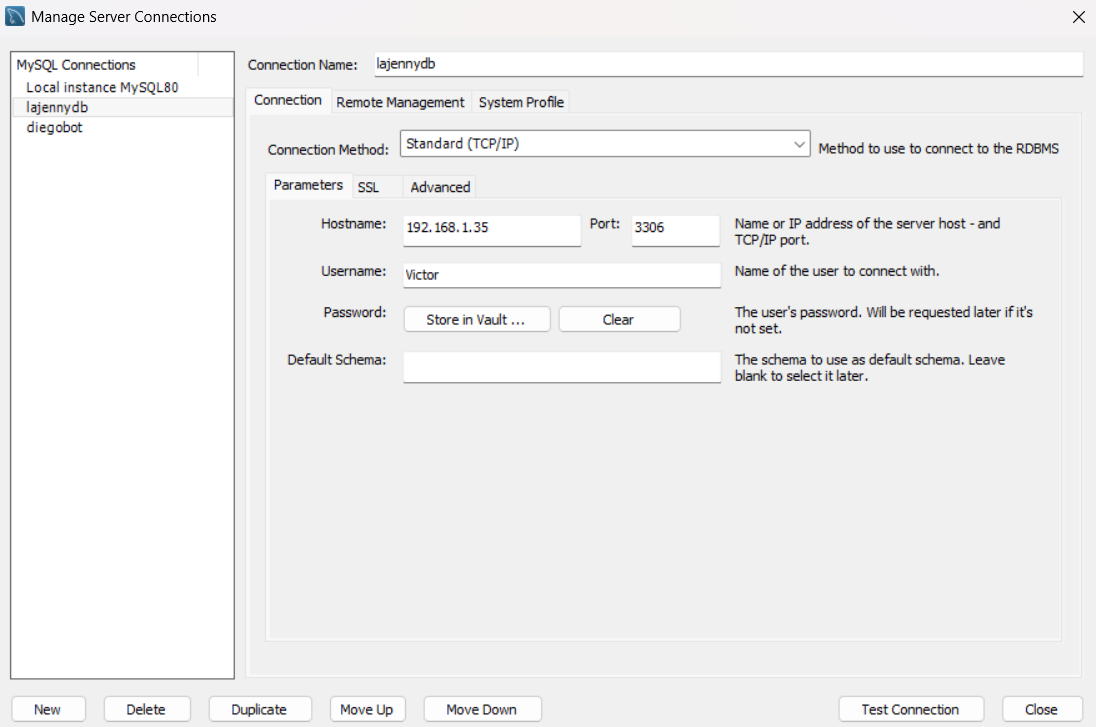 Manage Server Connections
MySQL Connections
Local instance MySQL80
lajennydb
diegobot
Connection Name:
lajennydb
Connection
Remote Management
System Profile
Connection Method:
Standard (TCP/IP)
Method to use to connect to the RDBMS
Parameters
SSL
Advanced
Hostname:
192.168.1.35
Port:
3306
Name or IP address of the server host - and
TCP/IP port.
Username:
Victor
Name of the user to connect with.
Password:
Store in Vault ...
Clear
The user's password. Will be requested later if it's
not set.
Default Schema:
The schema to use as default schema. Leave
blank to select it later.
New
Delete
Duplicate
Move Up
Move Down
Test Connection
Close